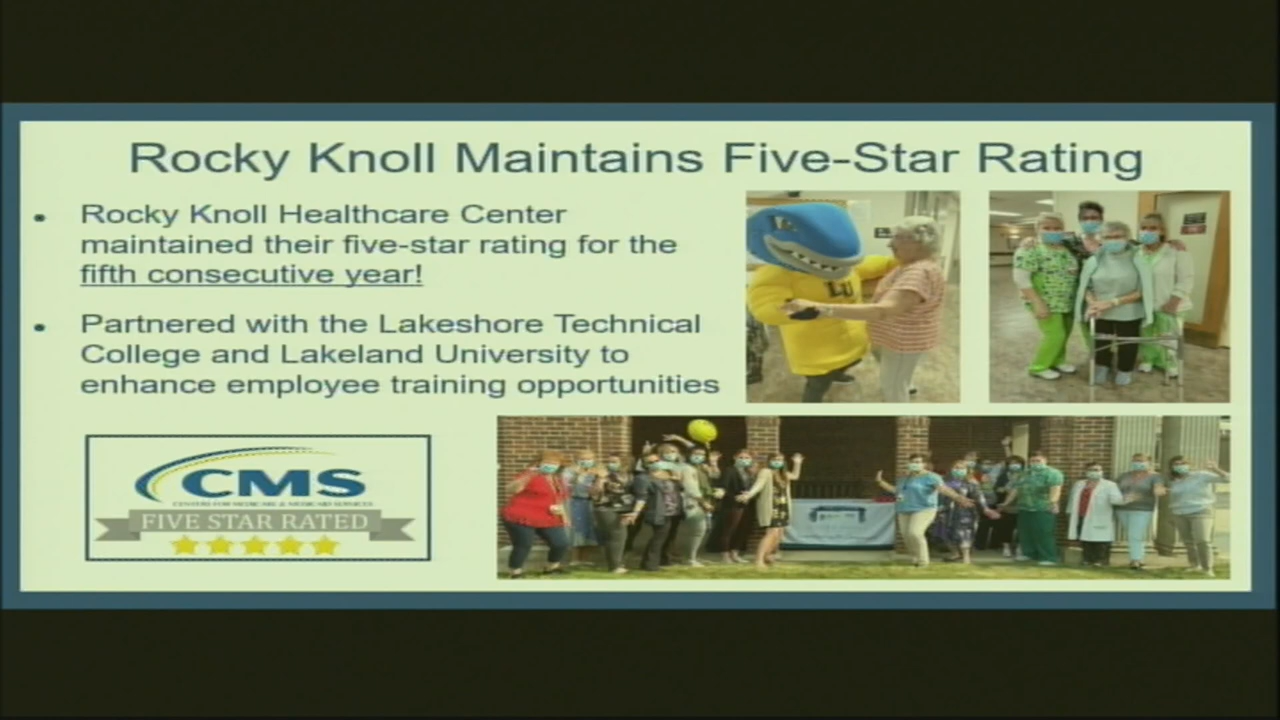 Rocky Knoll Maintains Five-Star Rating
• Rocky Knoll Healthcare Center
maintained their five-star rating for the
fifth consecutive year!
• Partnered with the Lakeshore Technical
College and Lakeland University to
enhance employee training opportunities
LU
CMS
CENTERS FOR MEDICARE & MEDICAID SERVICES
FIVE STAR RATED